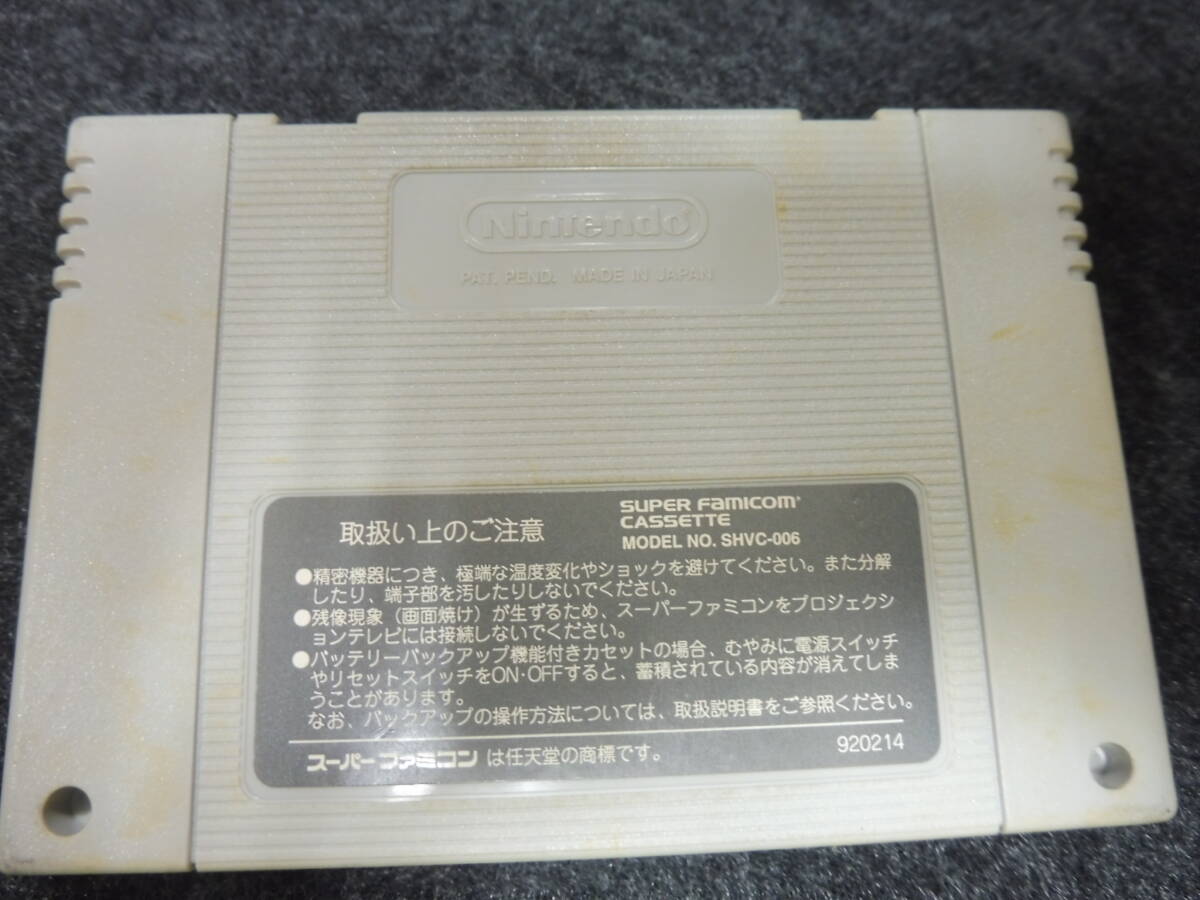 Nintendo
PAT. PEND. MADE IN JAPAN
取扱い上のご注意
SUPER FAMICOM
CASSETTE
MODEL NO. SHVC-006
●精密機器につき、極端な温度変化やショックを避けてください。また分解
したり、端子部を汚したりしないでください。
●残像現象（画面焼け）が生ずるため、スーパーファミコンをプロジェクシ
ョンテレビには接続しないでください。
●バッテリーバックアップ機能付きカセットの場合、むやみに電源スイッチ
やリセットスイッチをON·OFFすると、蓄積されている内容が消えてしま
うことがあります。
なお、バックアップの操作方法については、取扱説明書をご参照ください。
スーパーファミコンは任天堂の商標です。
920214